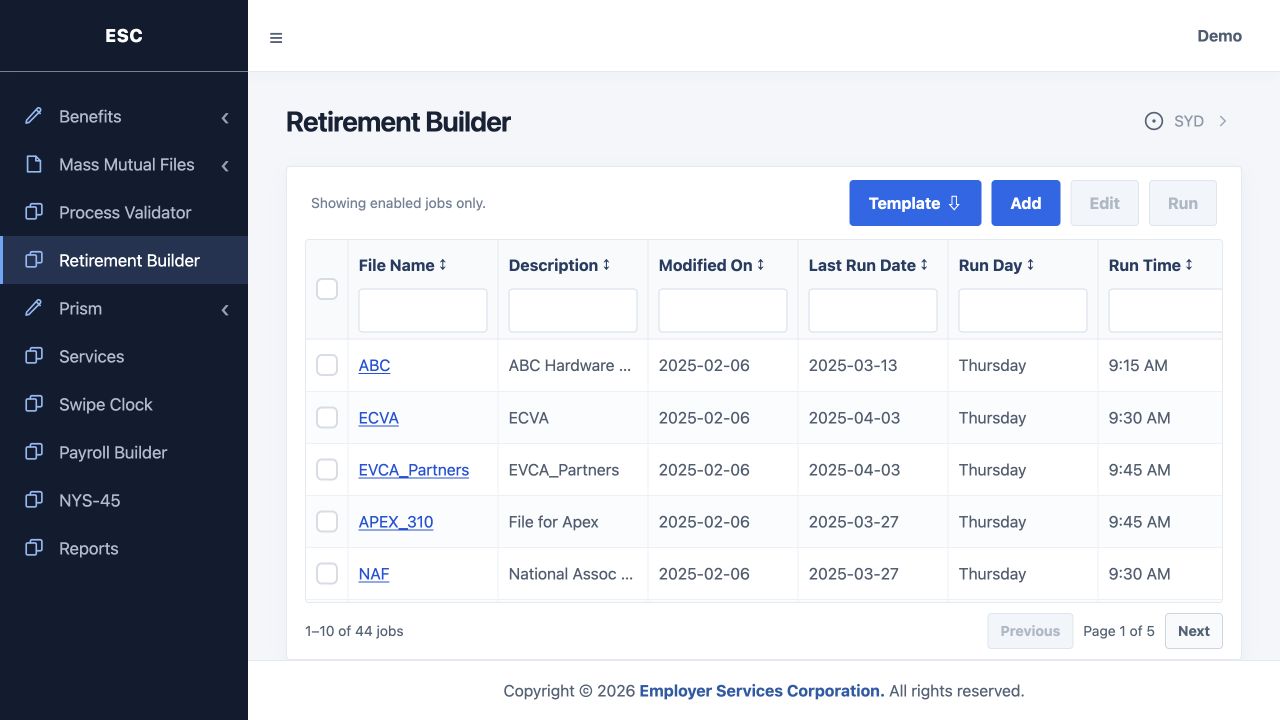 ESC
Demo
Benefits
Mass Mutual Files
Process Validator
Retirement Builder
Prism
Services
Swipe Clock
Payroll Builder
NYS-45
Reports
Retirement Builder
SYD
Showing enabled jobs only.
Template Add Edit Run
File Name Description Modified On Last Run Date Run Day Run Time
ABC ABC Hardware ... 2025-02-06 2025-03-13 Thursday 9:15 AM
ECVA ECVA 2025-02-06 2025-04-03 Thursday 9:30 AM
EVCA_Partners EVCA_Partners 2025-02-06 2025-04-03 Thursday 9:45 AM
APEX_310 File for Apex 2025-02-06 2025-03-27 Thursday 9:45 AM
NAF National Assoc ... 2025-02-06 2025-03-27 Thursday 9:30 AM
1–10 of 44 jobs
Previous Page 1 of 5 Next
Copyright © 2026 Employer Services Corporation. All rights reserved.